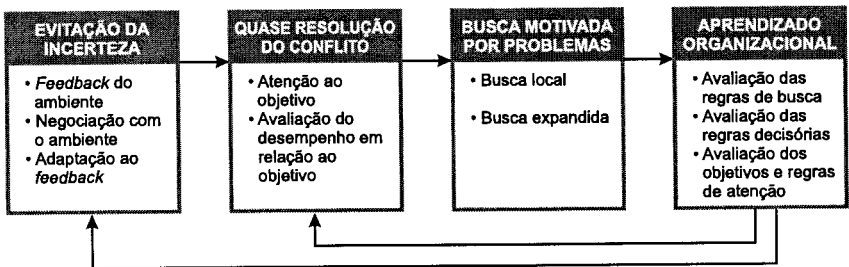 EVITAÇÃO DA
INCERTEZA
• Feedback do
ambiente
• Negociação com
o ambiente
• Adaptação ao
feedback
QUASE RESOLUÇÃO
DO CONFLITO
• Atenção ao
objetivo
• Avaliação do
desempenho em
relação ao
objetivo
BUSCA MOTIVADA
POR PROBLEMAS
• Busca local
• Busca expandida
APRENDIZADO
ORGANIZACIONAL
• Avaliação das
regras de busca
• Avaliação das
regras decisórias
• Avaliação dos
objetivos e regras
de atenção